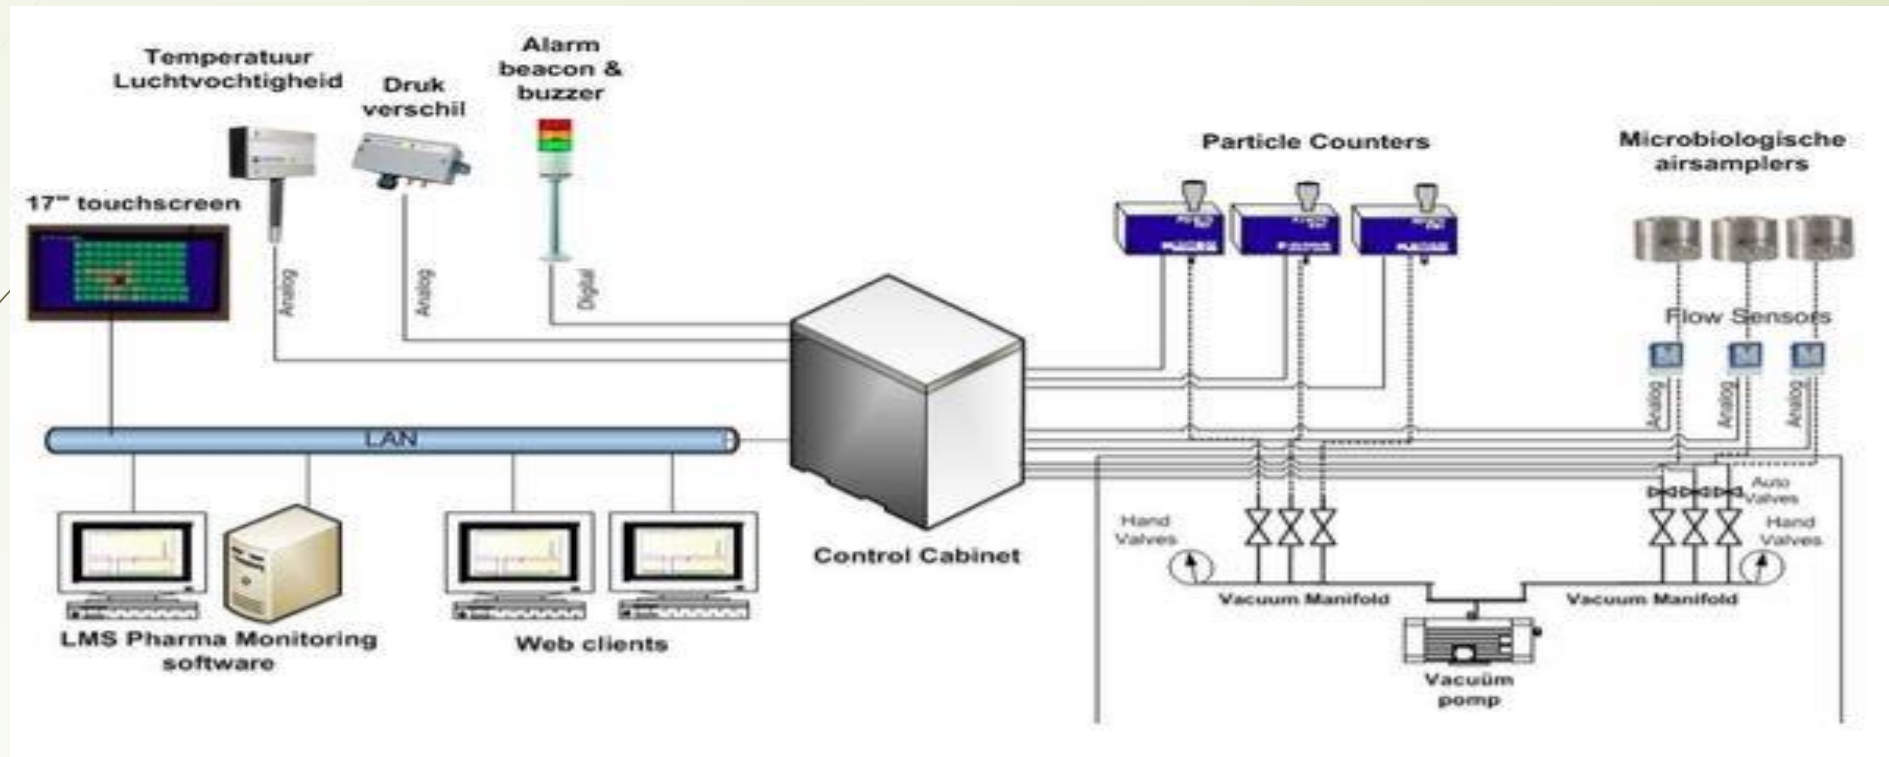 Temperatuur
Luchtvochtigheid
Druk
verschil
Alarm
beacon &
buzzer
17" touchscreen
Analog
Analog
Digital
Particle Counters
Microbiologische
airsamplers
Flow Sensors
Analog
Analog
Analog
LAN
Control Cabinet
LMS Pharma Monitoring
software
Web clients
Hand
Valves
Auto
Valves
Hand
Valves
Vacuum Manifold
Vacuum Manifold
Vacuüm
pomp